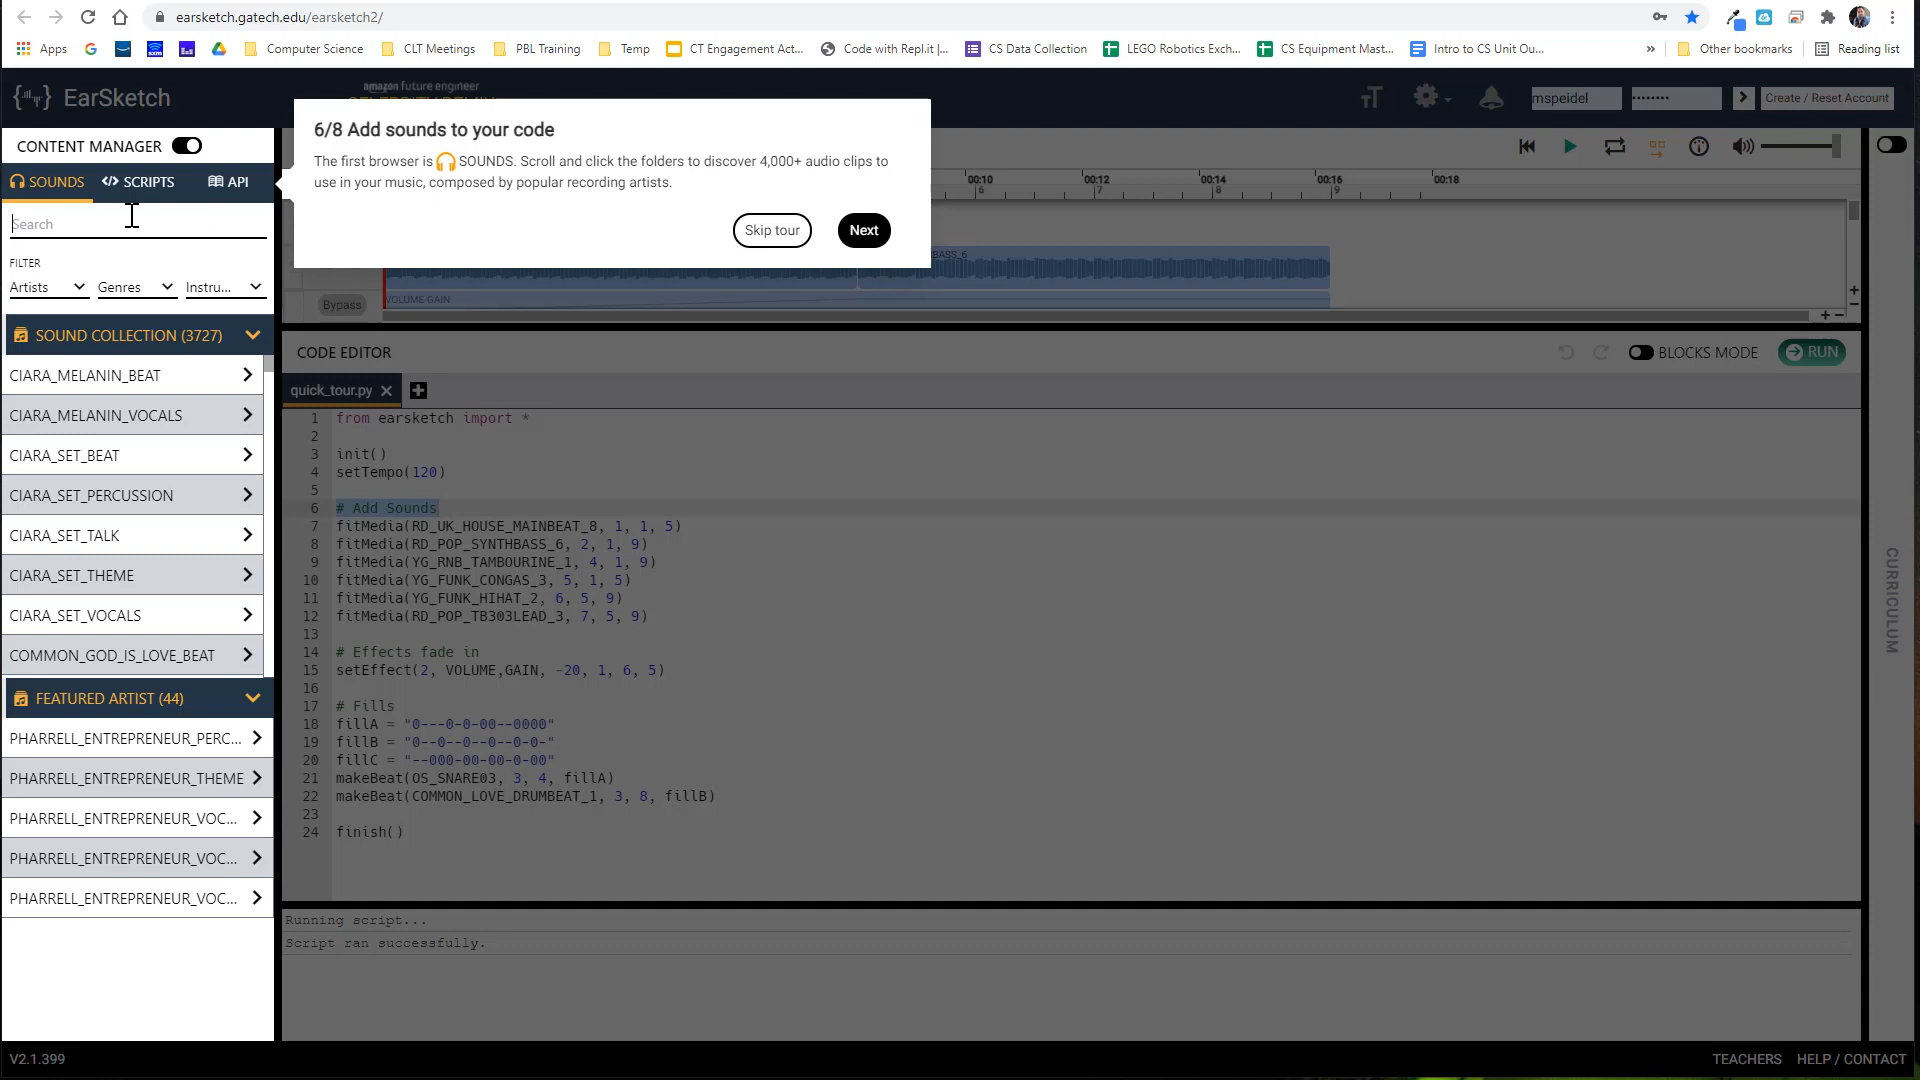 earsketch.gatech.edu/earsketch2/
Apps
Computer Science
CLT Meetings
PBL Training
Temp
CT Engagement Act...
Code with Repl.it |...
CS Data Collection
LEGO Robotics Exch...
CS Equipment Mast...
Intro to CS Unit Ou...
»
Other bookmarks
Reading list
EarSketch
amazon future engineer
mspeidel
••••••••
Create / Reset Account
CONTENT MANAGER
SOUNDS
</> SCRIPTS
API
Search
FILTER
Artists
Genres
Instru...
SOUND COLLECTION (3727)
CIARA_MELANIN_BEAT
CIARA_MELANIN_VOCALS
CIARA_SET_BEAT
CIARA_SET_PERCUSSION
CIARA_SET_TALK
CIARA_SET_THEME
CIARA_SET_VOCALS
COMMON_GOD_IS_LOVE_BEAT
FEATURED ARTIST (44)
PHARRELL_ENTREPRENEUR_PERC...
PHARRELL_ENTREPRENEUR_THEME
PHARRELL_ENTREPRENEUR_VOC...
PHARRELL_ENTREPRENEUR_VOC...
PHARRELL_ENTREPRENEUR_VOC...
6/8 Add sounds to your code
The first browser is SOUNDS. Scroll and click the folders to discover 4,000+ audio clips to
use in your music, composed by popular recording artists.
Skip tour
Next
00:10 00:12 00:14 00:16 00:18
6 7 8 9
BASS_6
Bypass
VOLUME-GAIN
CODE EDITOR
BLOCKS MODE
RUN
quick_tour.py
1 from earsketch import *
2
3 init()
4 setTempo(120)
5
6 # Add Sounds
7 fitMedia(RD_UK_HOUSE_MAINBEAT_8, 1, 1, 5)
8 fitMedia(RD_POP_SYNTHBASS_6, 2, 1, 9)
9 fitMedia(YG_RNB_TAMBOURINE_1, 4, 1, 9)
10 fitMedia(YG_FUNK_CONGAS_3, 5, 1, 5)
11 fitMedia(YG_FUNK_HIHAT_2, 6, 5, 9)
12 fitMedia(RD_POP_TB303LEAD_3, 7, 5, 9)
13
14 # Effects fade in
15 setEffect(2, VOLUME,GAIN, -20, 1, 6, 5)
16
17 # Fills
18 fillA = "0---0-0-00--0000"
19 fillB = "0--0--0--0--0-0-"
20 fillC = "--000-00-00-0-00"
21 makeBeat(OS_SNARE03, 3, 4, fillA)
22 makeBeat(COMMON_LOVE_DRUMBEAT_1, 3, 8, fillB)
23
24 finish()
Running script...
Script ran successfully.
CURRICULUM
V2.1.399
TEACHERS
HELP / CONTACT